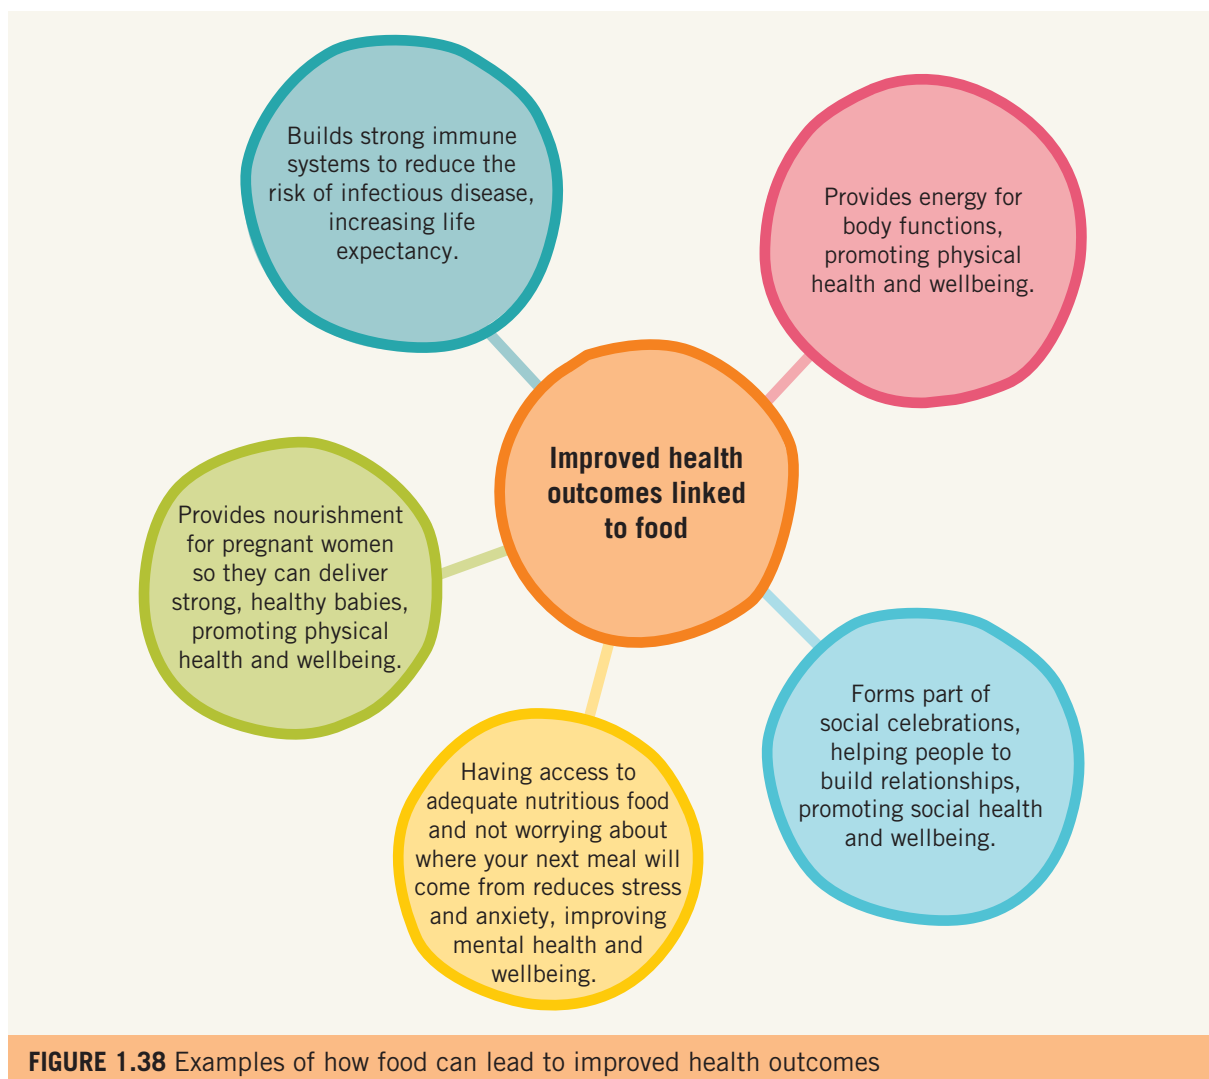 Builds strong immune
systems to reduce the
risk of infectious disease,
increasing life
expectancy.
Provides energy for
body functions,
promoting physical
health and wellbeing.
Improved health
outcomes linked
to food
Provides nourishment
for pregnant women
so they can deliver
strong, healthy babies,
promoting physical
health and wellbeing.
Forms part of
social celebrations,
helping people to
build relationships,
promoting social health
and wellbeing.
Having access to
adequate nutritious food
and not worrying about
where your next meal will
come from reduces stress
and anxiety, improving
mental health and
wellbeing.
FIGURE 1.38 Examples of how food can lead to improved health outcomes